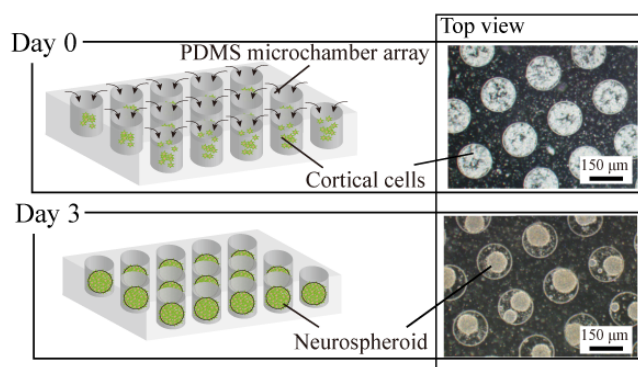 Top view
Day 0
PDMS microchamber array
Cortical cells
150 μm
Day 3
Neurospheroid
150 μm